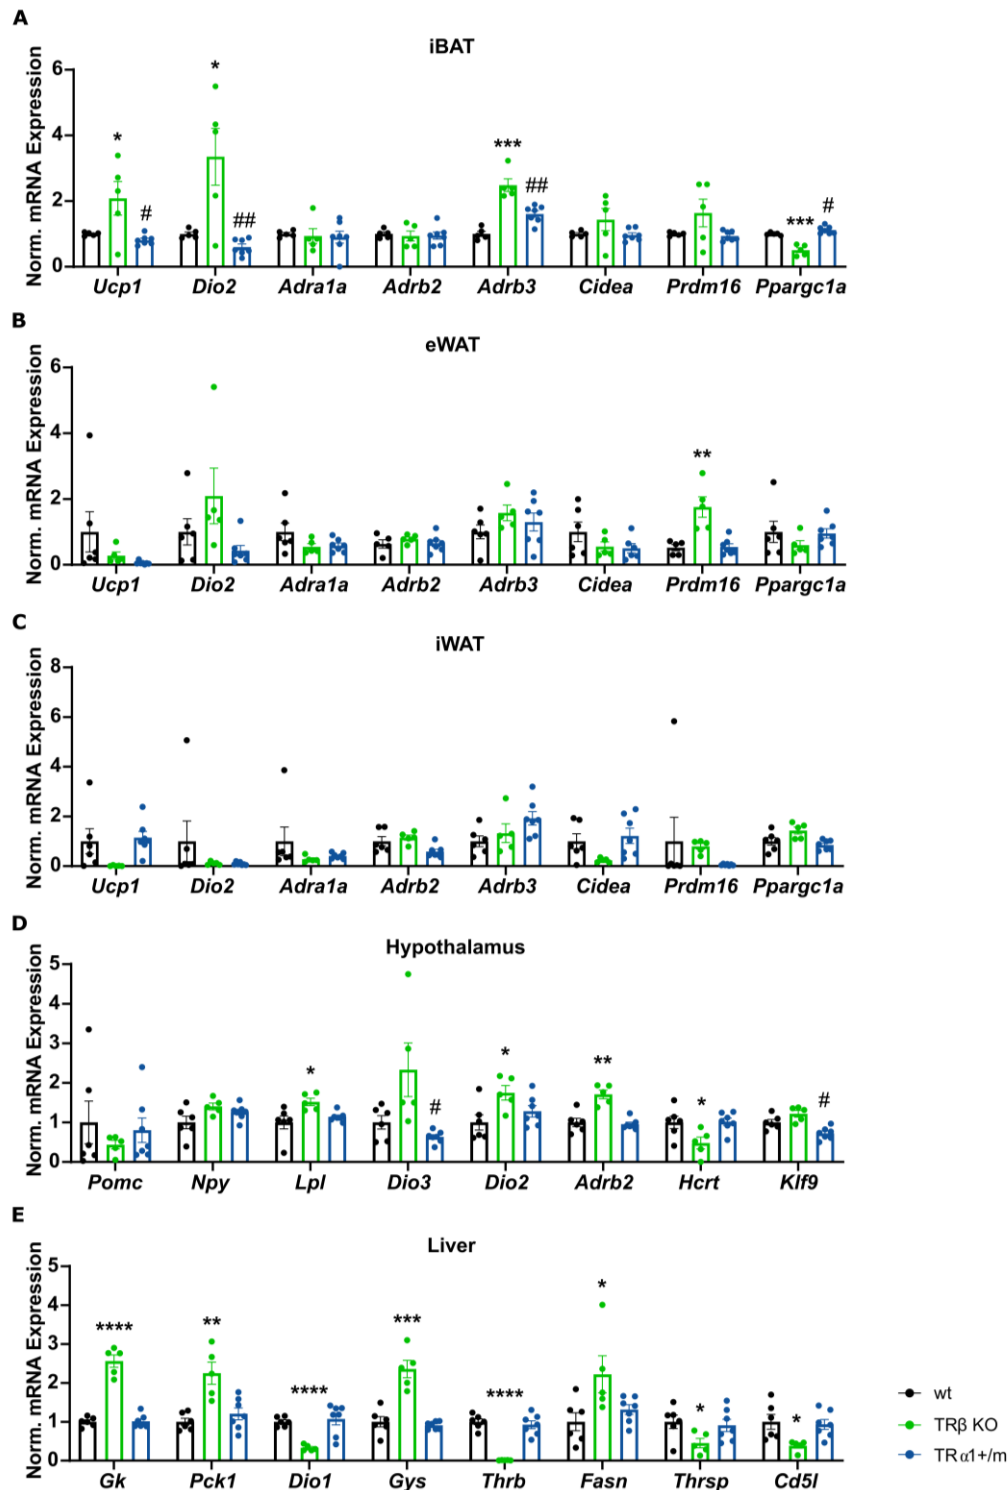 A
iBAT
Norm. mRNA Expression
6
4
2
0
* # * ## *** ## *** #
Ucp1 Dio2 Adra1a Adrb2 Adrb3 Cidea Prdm16 Ppargc1a
B
eWAT
Norm. mRNA Expression
6
4
2
0
**
Ucp1 Dio2 Adra1a Adrb2 Adrb3 Cidea Prdm16 Ppargc1a
C
iWAT
Norm. mRNA Expression
8
6
4
2
0
Ucp1 Dio2 Adra1a Adrb2 Adrb3 Cidea Prdm16 Ppargc1a
D
Hypothalamus
Norm. mRNA Expression
5
4
3
2
1
0
* # * ** * #
Pomc Npy Lpl Dio3 Dio2 Adrb2 Hcrt Klf9
E
Liver
Norm. mRNA Expression
5
4
3
2
1
0
**** ** **** *** **** * * *
Gk Pck1 Dio1 Gys Thrb Fasn Thrsp Cd5l
wt
TRβ KO
TRα1+/m